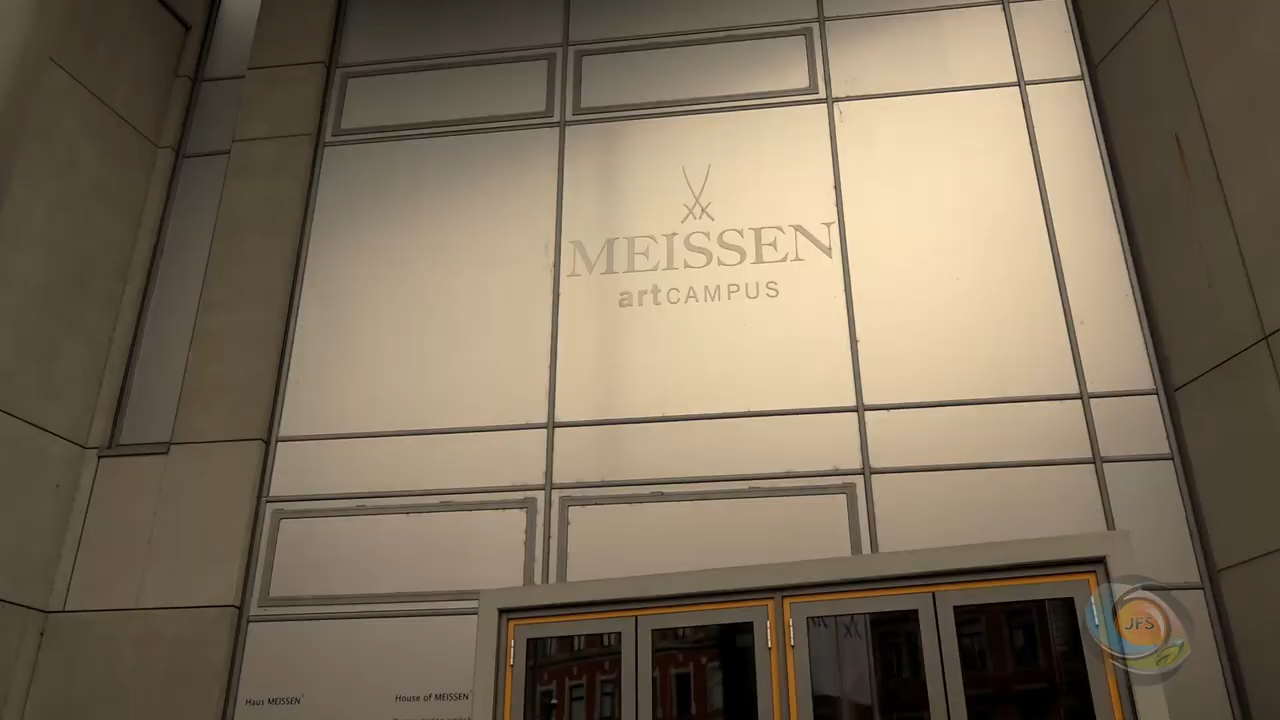 MEISSEN
artCAMPUS
Haus MEISSEN
House of MEISSEN
JFS